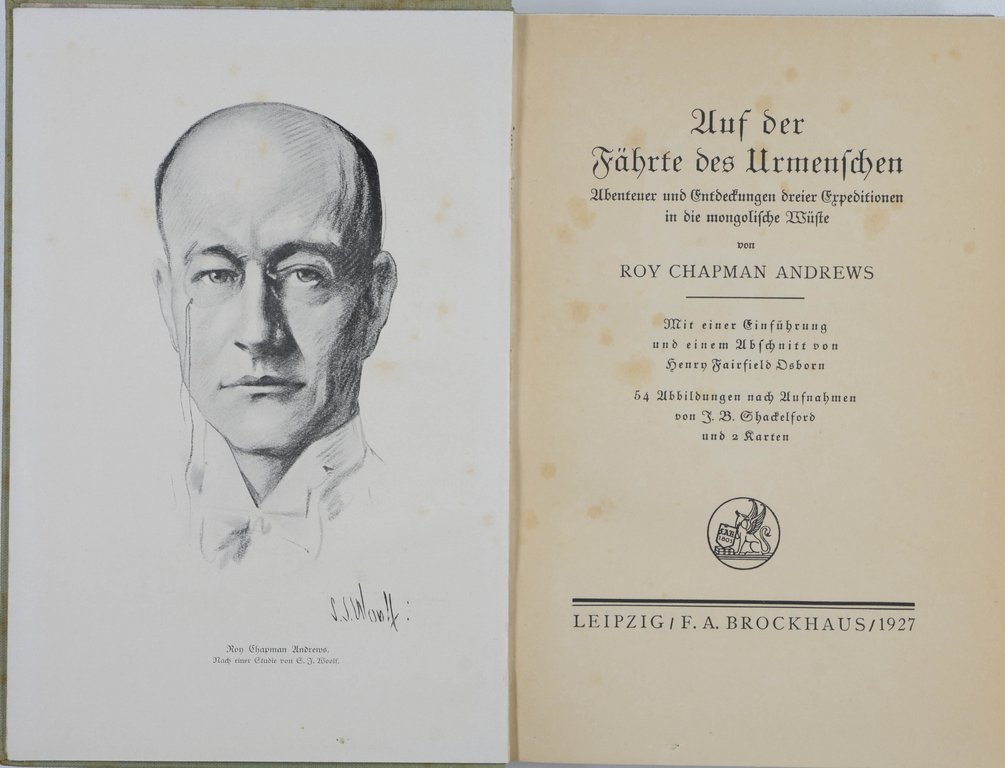 S.J. Woolf:
Roy Chapman Andrews.
Nach einer Studie von S. J. Woolf.
Auf der
Fährte des Urmenschen
Abenteuer und Entdeckungen dreier Expeditionen
in die mongolische Wüste
von
ROY CHAPMAN ANDREWS
Mit einer Einführung
und einem Abschnitt von
Henry Fairfield Osborn
54 Abbildungen nach Aufnahmen
von J. B. Shackelford
und 2 Karten
F.A.B.
1805
LEIPZIG / F. A. BROCKHAUS / 1927